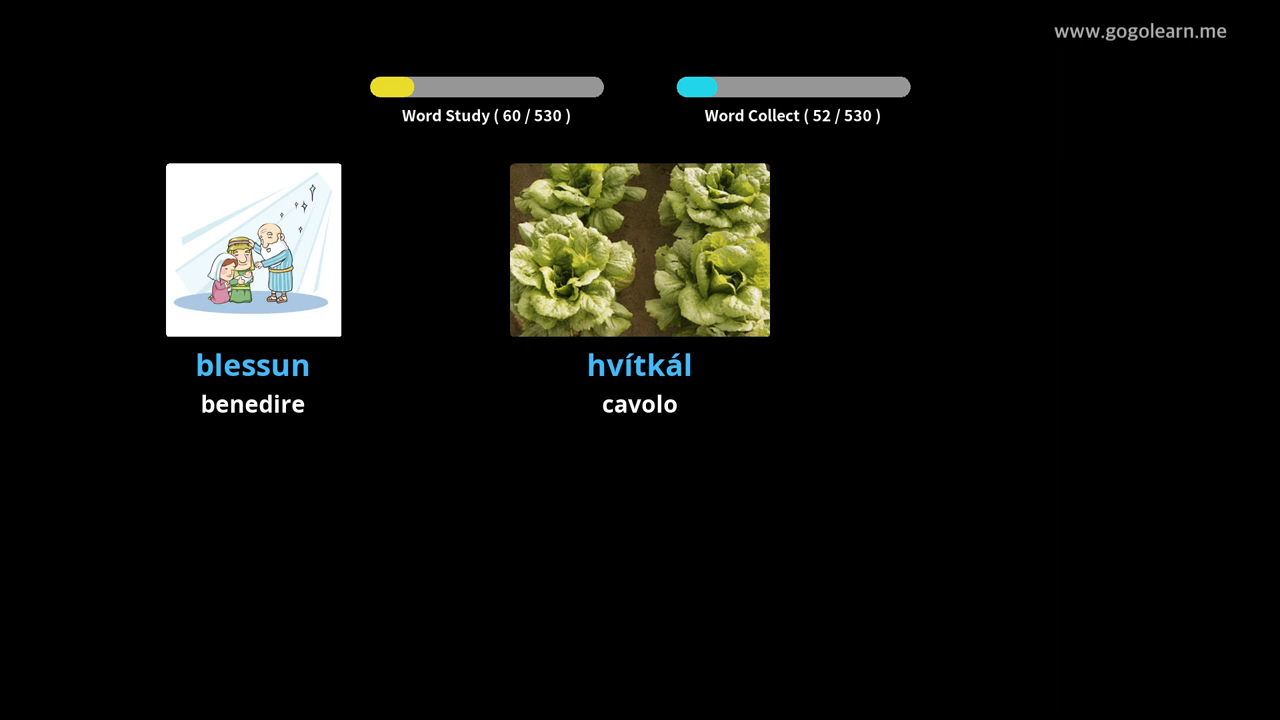 www.gogolearn.me
Word Study ( 60 / 530 )
Word Collect ( 52 / 530 )
blessun
benedire
hvítkál
cavolo